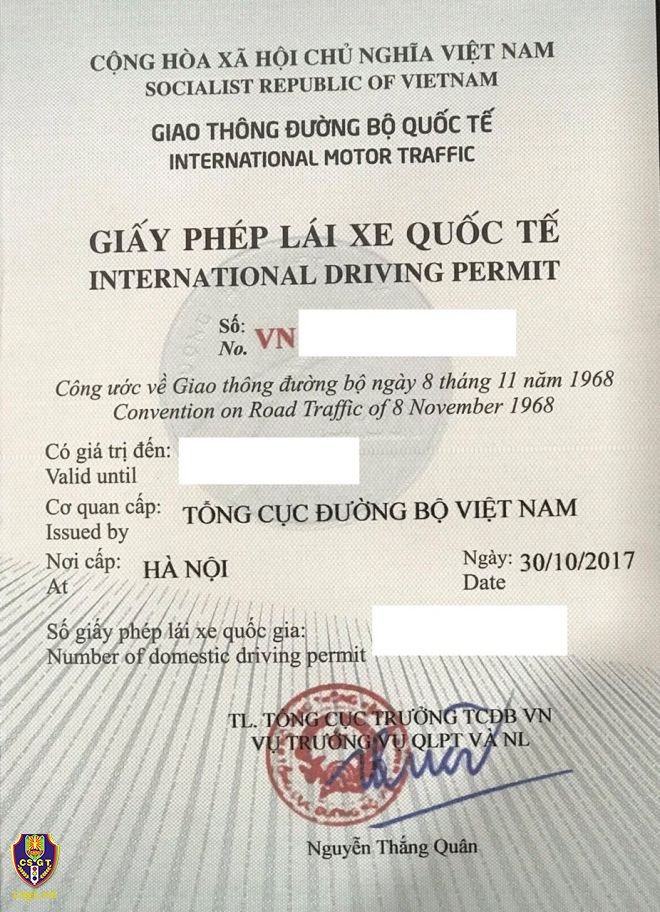 CỘNG HÒA XÃ HỘI CHỦ NGHĨA VIỆT NAM
SOCIALIST REPUBLIC OF VIETNAM
GIAO THÔNG ĐƯỜNG BỘ QUỐC TẾ
INTERNATIONAL MOTOR TRAFFIC
GIẤY PHÉP LÁI XE QUỐC TẾ
INTERNATIONAL DRIVING PERMIT
Số: VN
No.
Công ước về Giao thông đường bộ ngày 8 tháng 11 năm 1968
Convention on Road Traffic of 8 November 1968
Có giá trị đến:
Valid until
Cơ quan cấp: TỔNG CỤC ĐƯỜNG BỘ VIỆT NAM
Issued by
Nơi cấp: HÀ NỘI Ngày: 30/10/2017
At Date
Số giấy phép lái xe quốc gia:
Number of domestic driving permit
TL. TỔNG CỤC TRƯỞNG TCĐB VN
VỤ TRƯỞNG VỤ QLPT VÀ NL
Nguyễn Thắng Quân
CSGT